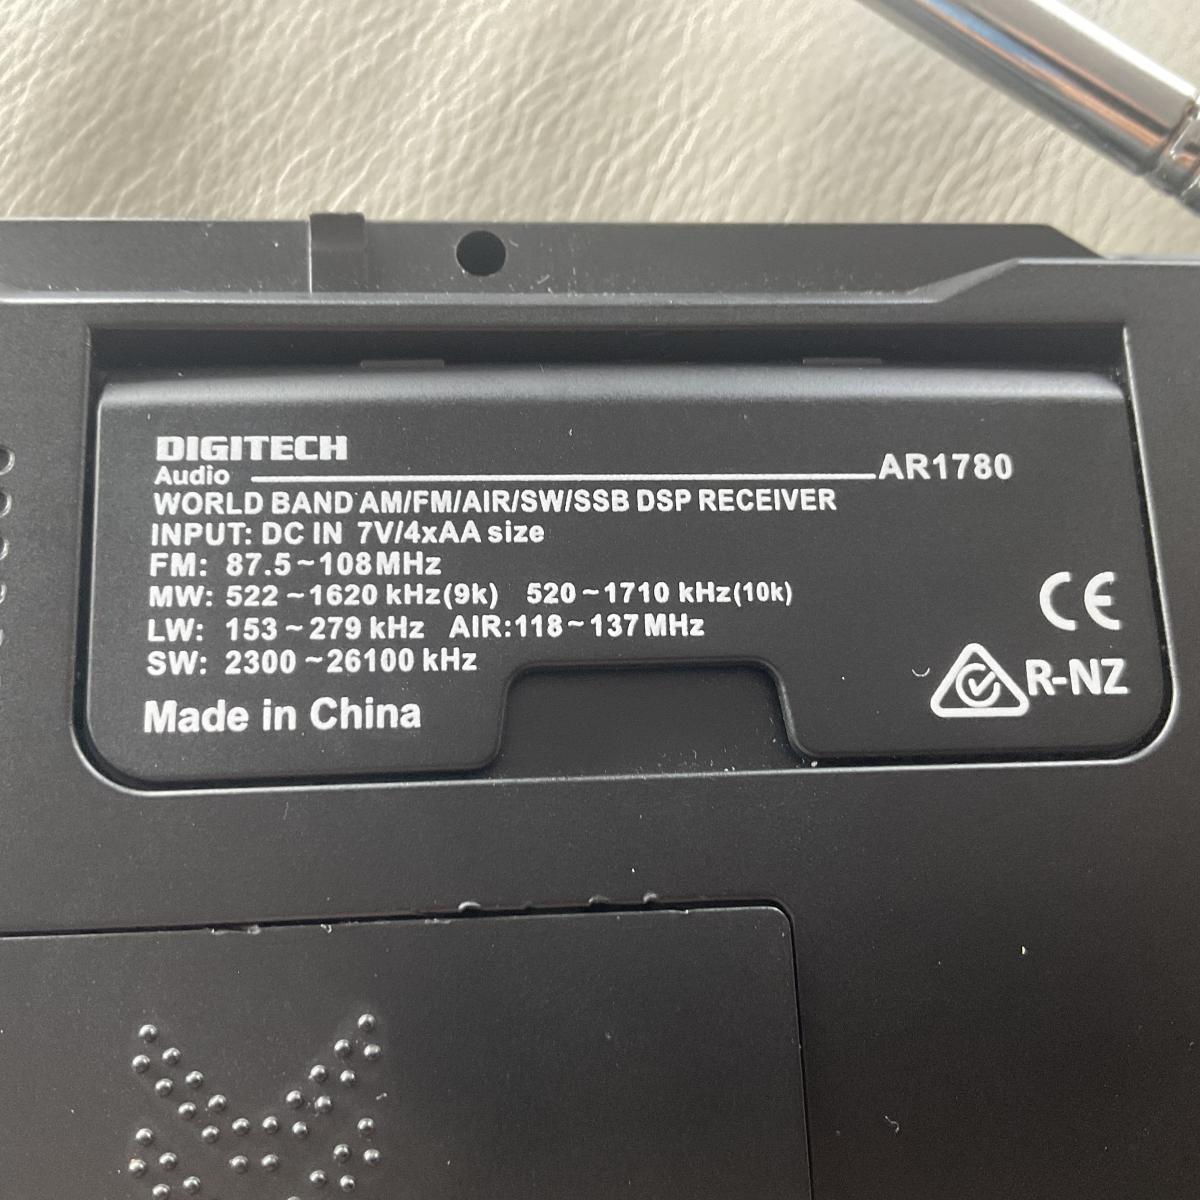 DIGITECH
Audio AR1780
WORLD BAND AM/FM/AIR/SW/SSB DSP RECEIVER
INPUT: DC IN 7V/4xAA size
FM: 87.5~108MHz
MW: 522~1620 kHz(9k) 520~1710 kHz(10k)
LW: 153~279 kHz AIR:118~137MHz
SW: 2300~26100 kHz
Made in China
CE
R-NZ